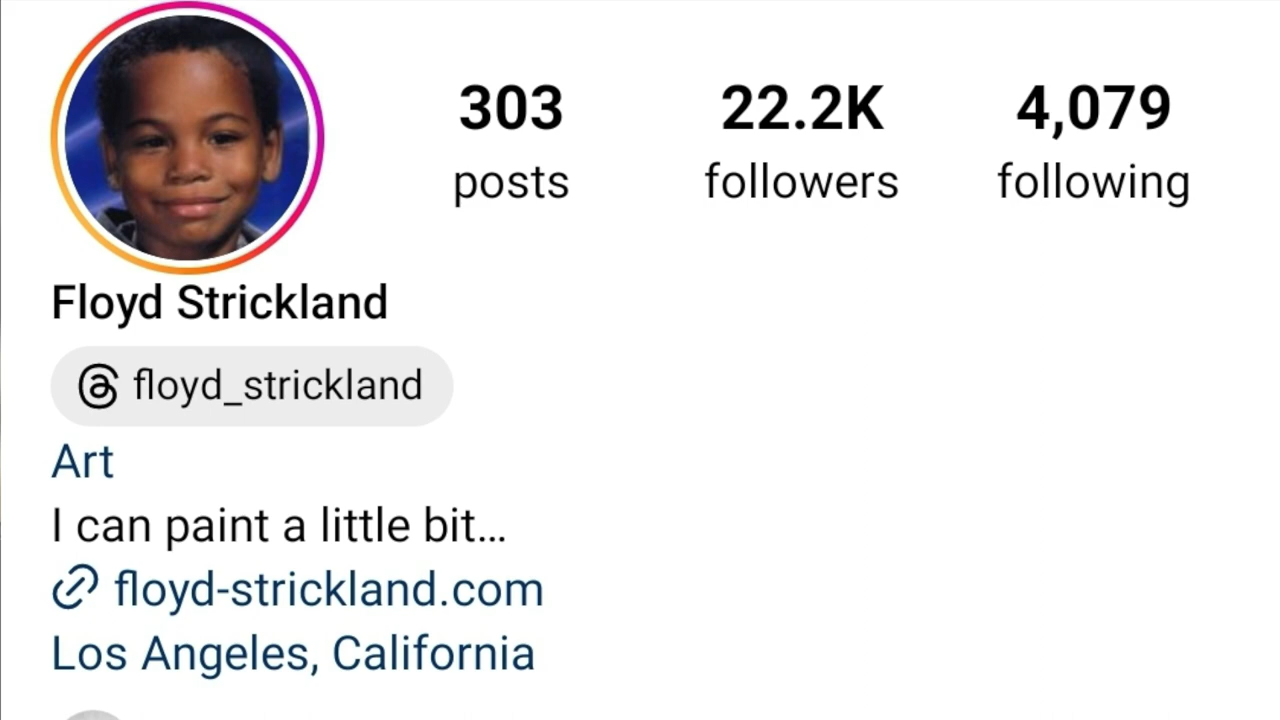 303 22.2K 4,079
posts followers following
Floyd Strickland
floyd_strickland
Art
I can paint a little bit...
floyd-strickland.com
Los Angeles, California